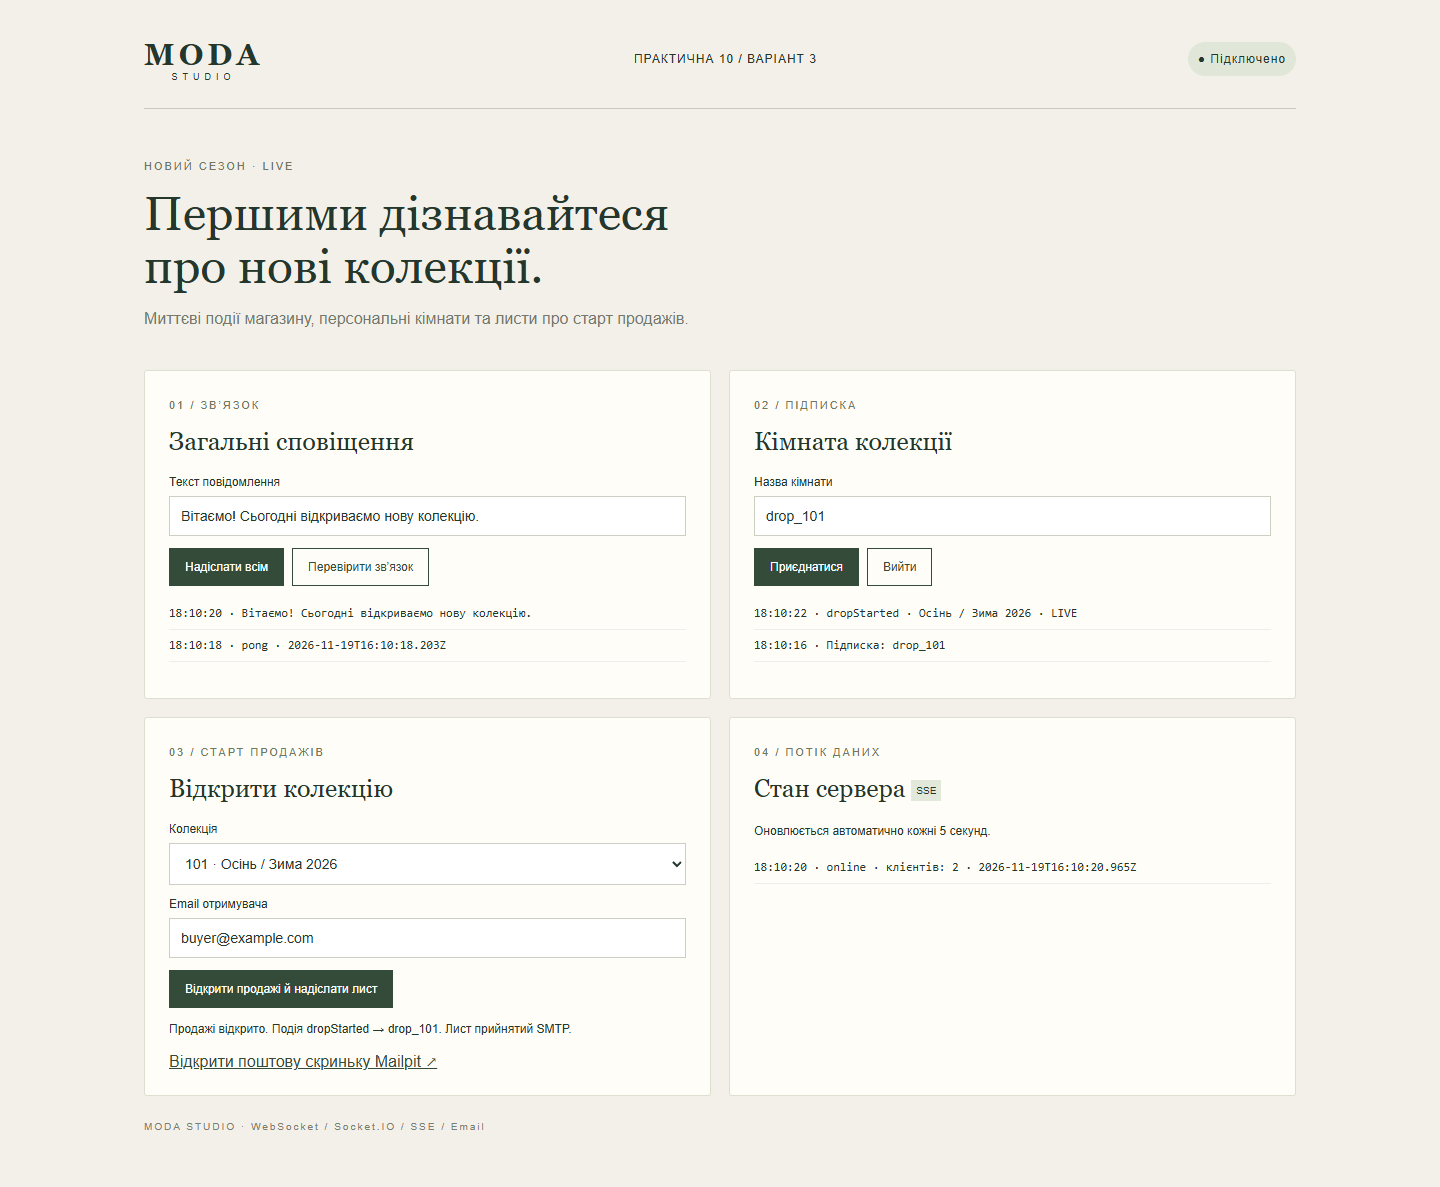 MODA
STUDIO
ПРАКТИЧНА 10 / ВАРІАНТ 3
● Підключено
НОВИЙ СЕЗОН · LIVE
Першими дізнавайтеся
про нові колекції.
Миттєві події магазину, персональні кімнати та листи про старт продажів.
01 / ЗВ'ЯЗОК
Загальні сповіщення
Текст повідомлення
Вітаємо! Сьогодні відкриваємо нову колекцію.
Надіслати всім
Перевірити зв'язок
18:10:20 · Вітаємо! Сьогодні відкриваємо нову колекцію.
18:10:18 · pong · 2026-11-19T16:10:18.203Z
02 / ПІДПИСКА
Кімната колекції
Назва кімнати
drop_101
Приєднатися
Вийти
18:10:22 · dropStarted · Осінь / Зима 2026 · LIVE
18:10:16 · Підписка: drop_101
03 / СТАРТ ПРОДАЖІВ
Відкрити колекцію
Колекція
101 · Осінь / Зима 2026
Email отримувача
buyer@example.com
Відкрити продажі й надіслати лист
Продажі відкрито. Подія dropStarted → drop_101. Лист прийнятий SMTP.
Відкрити поштову скриньку Mailpit ↗
04 / ПОТІК ДАНИХ
Стан сервера SSE
Оновлюється автоматично кожні 5 секунд.
18:10:20 · online · клієнтів: 2 · 2026-11-19T16:10:20.965Z
MODA STUDIO · WebSocket / Socket.IO / SSE / Email